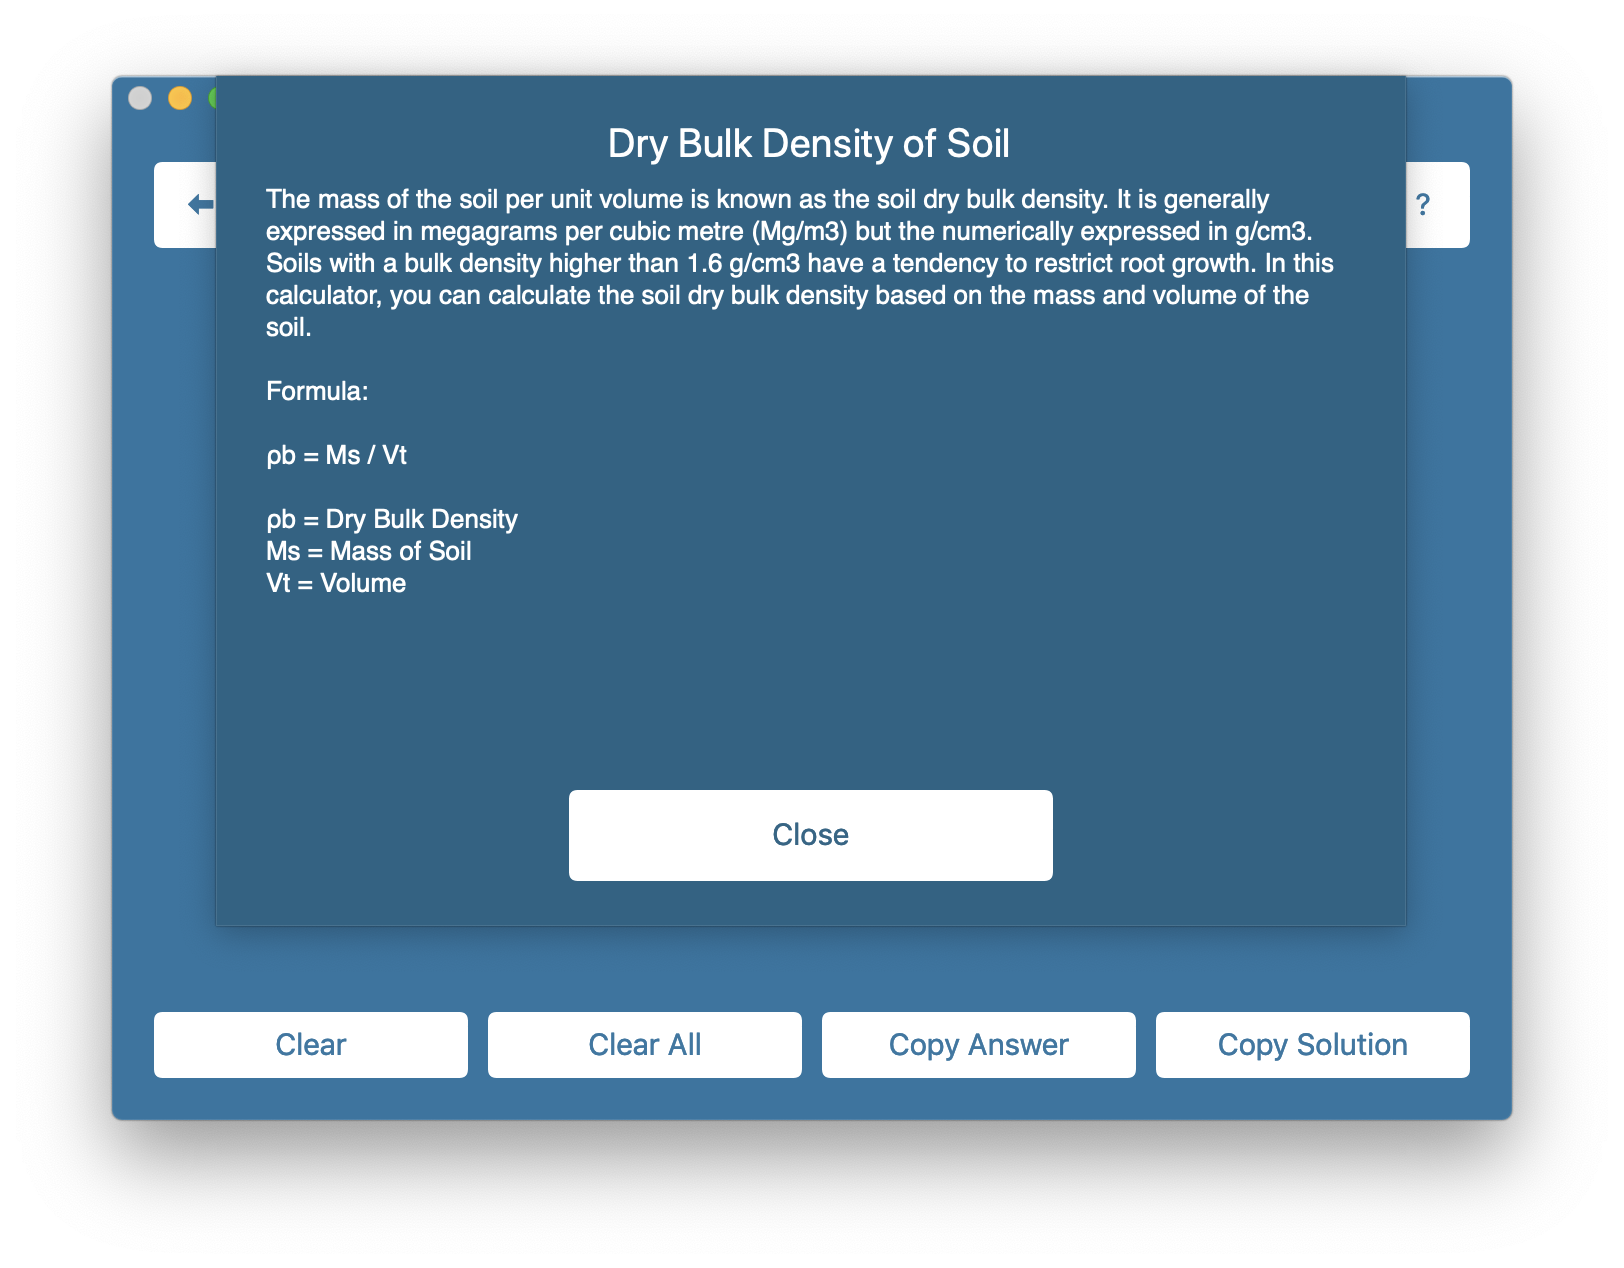 Dry Bulk Density of Soil
?
The mass of the soil per unit volume is known as the soil dry bulk density. It is generally
expressed in megagrams per cubic metre (Mg/m3) but the numerically expressed in g/cm3.
Soils with a bulk density higher than 1.6 g/cm3 have a tendency to restrict root growth. In this
calculator, you can calculate the soil dry bulk density based on the mass and volume of the
soil.
Formula:
ρb = Ms / Vt
ρb = Dry Bulk Density
Ms = Mass of Soil
Vt = Volume
Close
Clear
Clear All
Copy Answer
Copy Solution